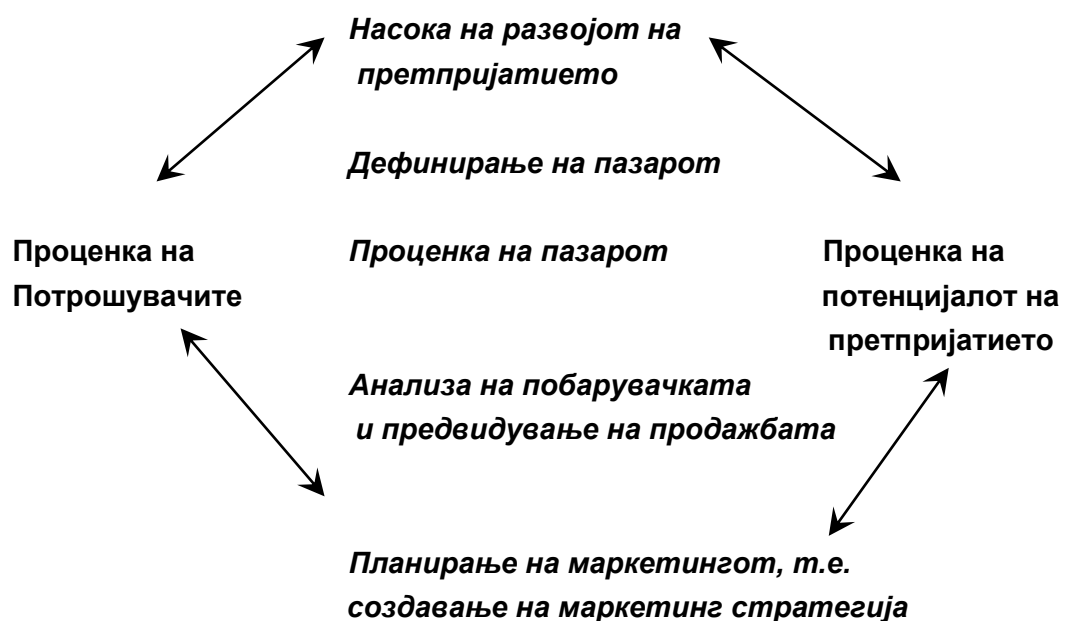 Насока на развојот на
претпријатието
Дефинирање на пазарот
Проценка на
Потрошувачите
Проценка на пазарот
Проценка на
потенцијалот на
претпријатието
Анализа на побарувачката
и предвидување на продажбата
Планирање на маркетингот, т.е.
создавање на маркетинг стратегија